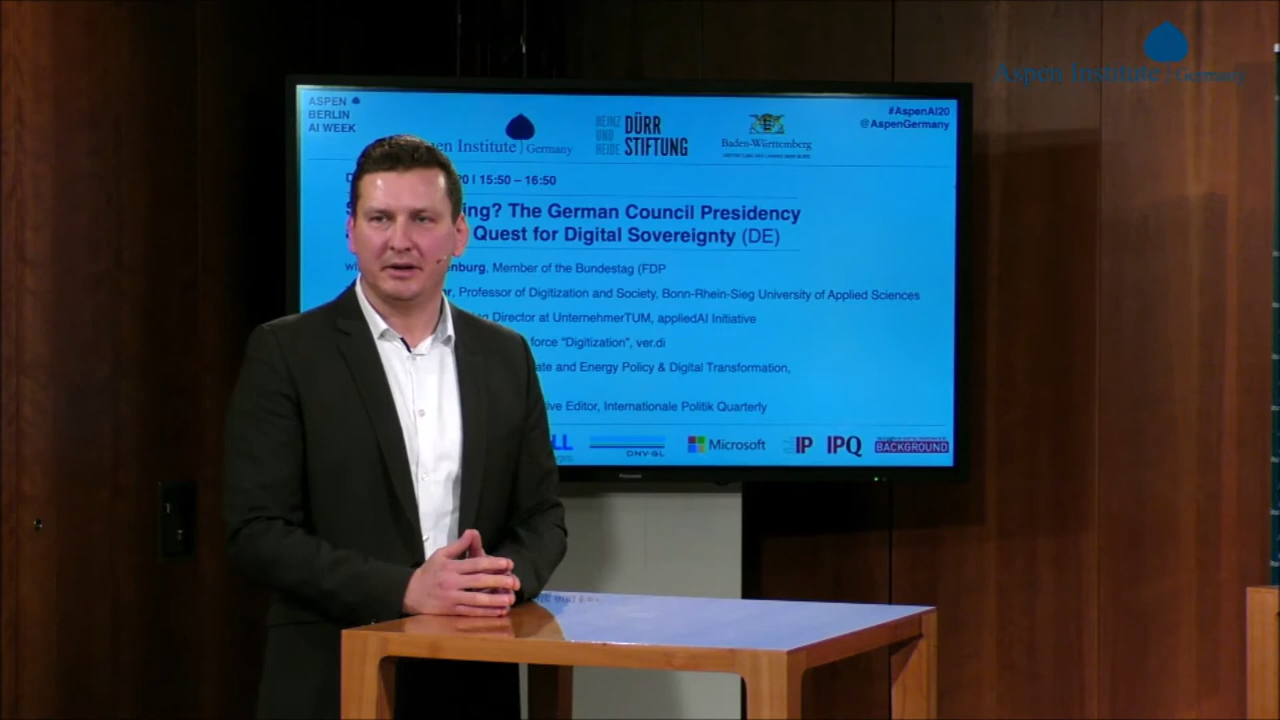 Aspen Institute | Germany
ASPEN
BERLIN
AI WEEK
Institute | Germany
HEINZ
UND
HEIDE
DÜRR
STIFTUNG
Baden-Württemberg
#AspenAI20
@AspenGermany
20 I 15:50 – 16:50
ing? The German Council Presidency
Quest for Digital Sovereignty (DE)
nburg, Member of the Bundestag (FDP
r, Professor of Digitization and Society, Bonn-Rhein-Sieg University of Applied Sciences
Director at UnternehmerTUM, appliedAI Initiative
force “Digitization”, ver.di
ate and Energy Policy & Digital Transformation,
ive Editor, Internationale Politik Quarterly
LL
DNV·GL
Microsoft
IP
IPQ
BACKGROUND
Panasonic